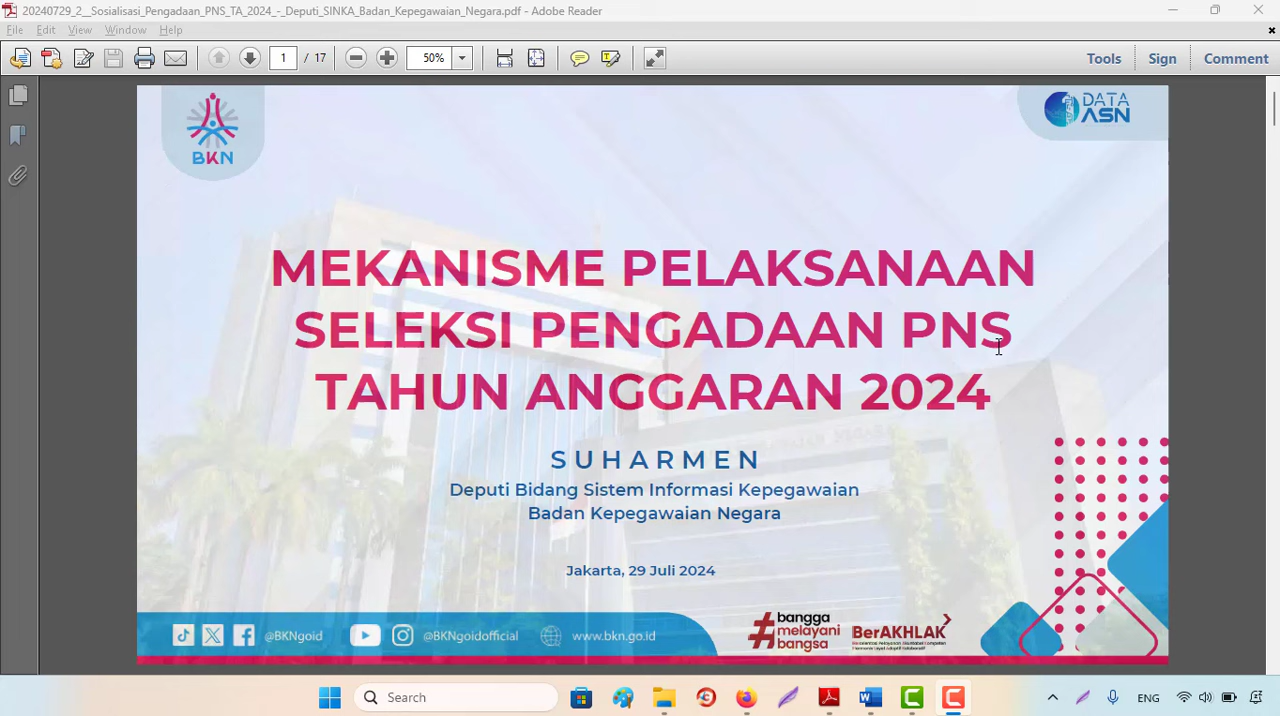 20240729_2__Sosialisasi_Pengadaan_PNS_TA_2024_-_Deputi_SINKA_Badan_Kepegawaian_Negara.pdf - Adobe Reader
File Edit View Window Help
1 / 17 50% Tools Sign Comment
BKN
DATA
ASN
MEKANISME PELAKSANAAN
SELEKSI PENGADAAN PNS
TAHUN ANGGARAN 2024
SUHARMEN
Deputi Bidang Sistem Informasi Kepegawaian
Badan Kepegawaian Negara
Jakarta, 29 Juli 2024
@BKNgoid @BKNgoidofficial www.bkn.go.id
#bangga
melayani
bangsa
BerAKHLAK
Search
ENG